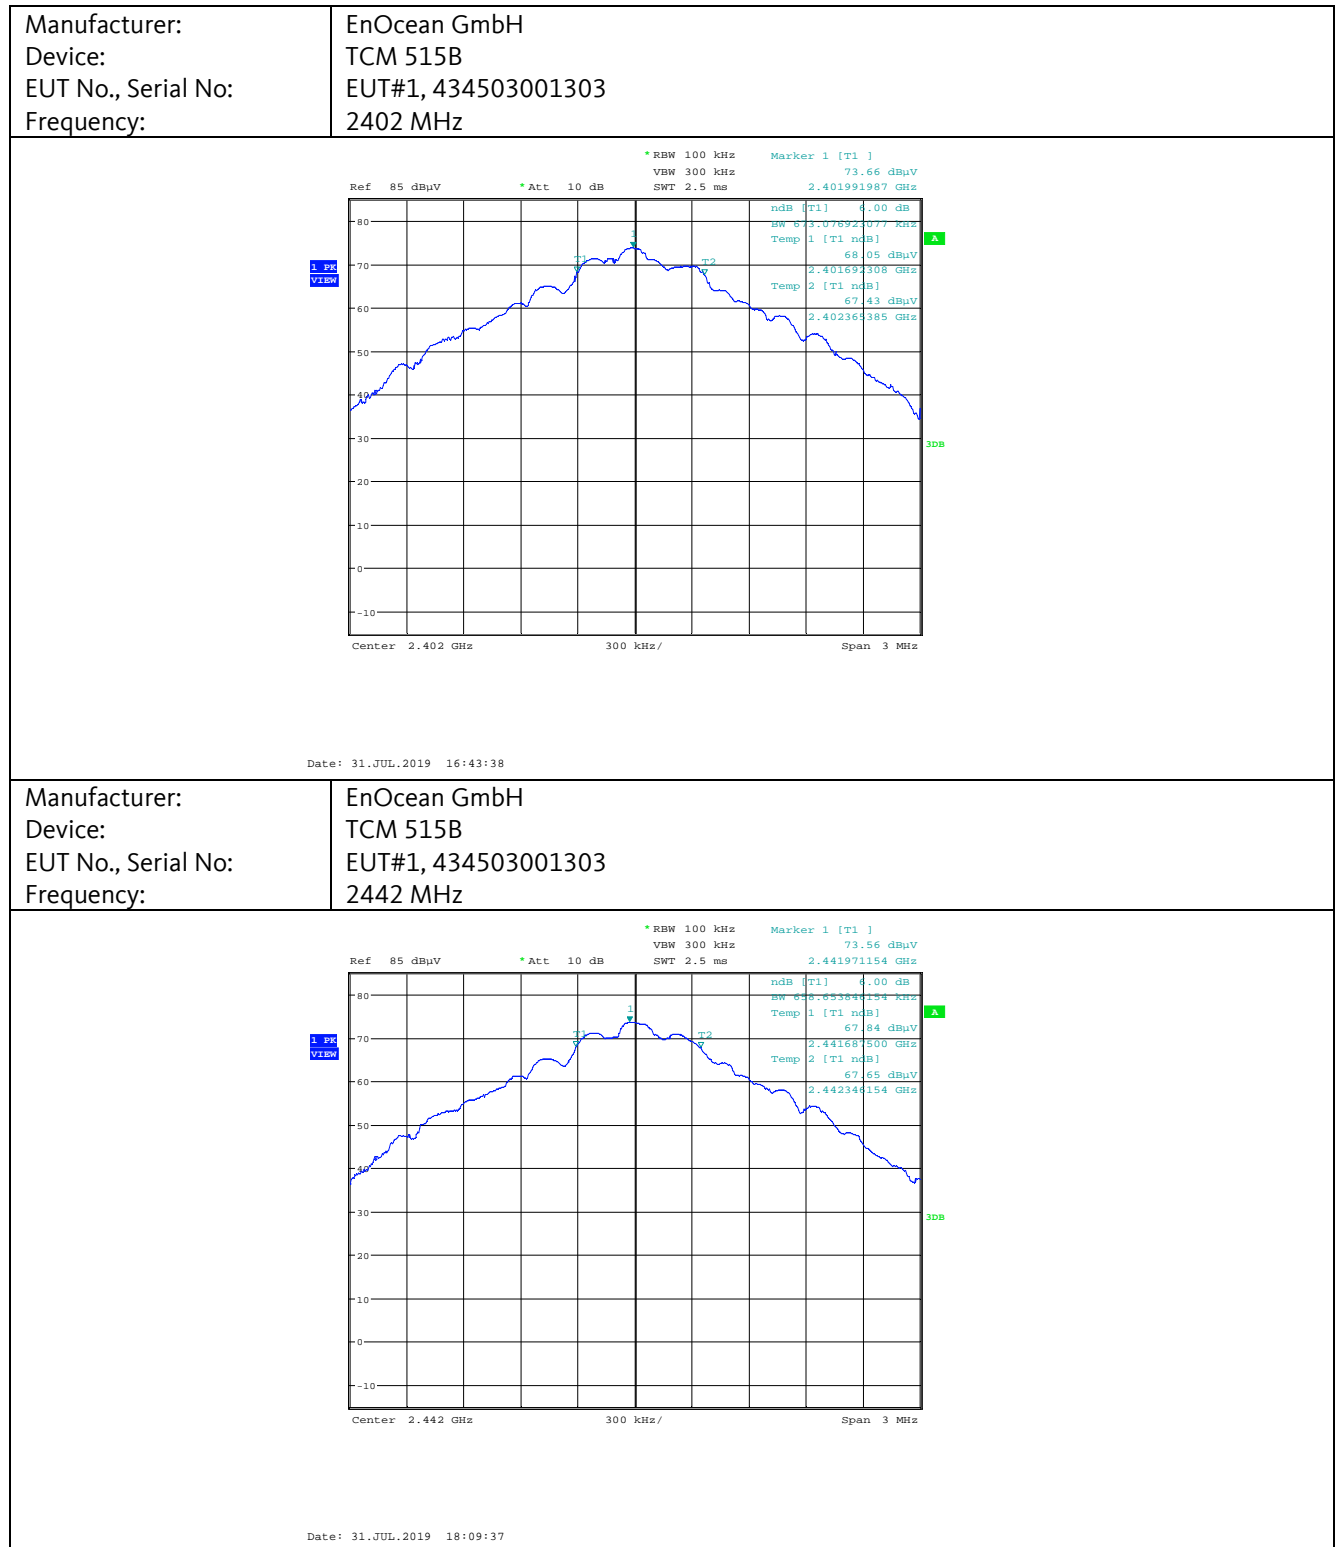 Manufacturer: EnOcean GmbH
Device: TCM 515B
EUT No., Serial No: EUT#1, 434503001303
Frequency: 2402 MHz
*RBW 100 kHz Marker 1 [T1 ]
VBW 300 kHz 73.66 dBµV
Ref 85 dBµV *Att 10 dB SWT 2.5 ms 2.401991987 GHz
ndB [T1] 6.00 dB
80 BW 673.076923077 kHz
1 Temp 1 [T1 ndB] A
T1 T2 68.05 dBµV
1 PK 70 2.401692308 GHz
VIEW Temp 2 [T1 ndB]
60 67.43 dBµV
2.402365385 GHz
50
40
30 3DB
20
10
0
-10
Center 2.402 GHz 300 kHz/ Span 3 MHz
Date: 31.JUL.2019 16:43:38
Manufacturer: EnOcean GmbH
Device: TCM 515B
EUT No., Serial No: EUT#1, 434503001303
Frequency: 2442 MHz
*RBW 100 kHz Marker 1 [T1 ]
VBW 300 kHz 73.56 dBµV
Ref 85 dBµV *Att 10 dB SWT 2.5 ms 2.441971154 GHz
ndB [T1] 6.00 dB
80 BW 658.653846154 kHz
1 Temp 1 [T1 ndB] A
T1 T2 67.84 dBµV
1 PK 70 2.441687500 GHz
VIEW Temp 2 [T1 ndB]
60 67.65 dBµV
2.442346154 GHz
50
40
30 3DB
20
10
0
-10
Center 2.442 GHz 300 kHz/ Span 3 MHz
Date: 31.JUL.2019 18:09:37